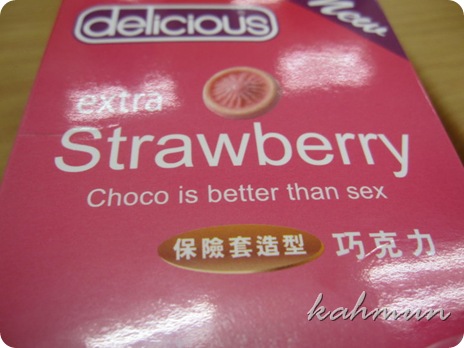 delicious
New
extra
Strawberry
Choco is better than sex
保險套造型 巧克力
kahmun